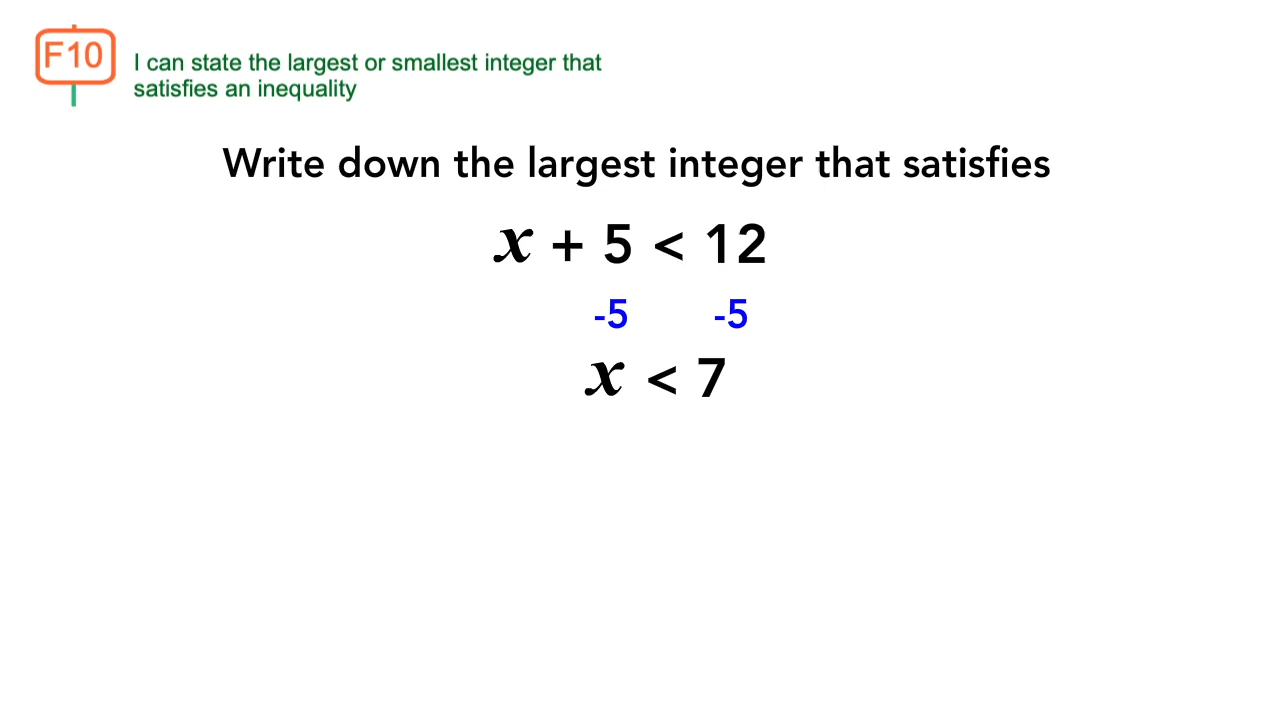 F10
I can state the largest or smallest integer that
satisfies an inequality
Write down the largest integer that satisfies
x + 5 < 12
-5 -5
x < 7